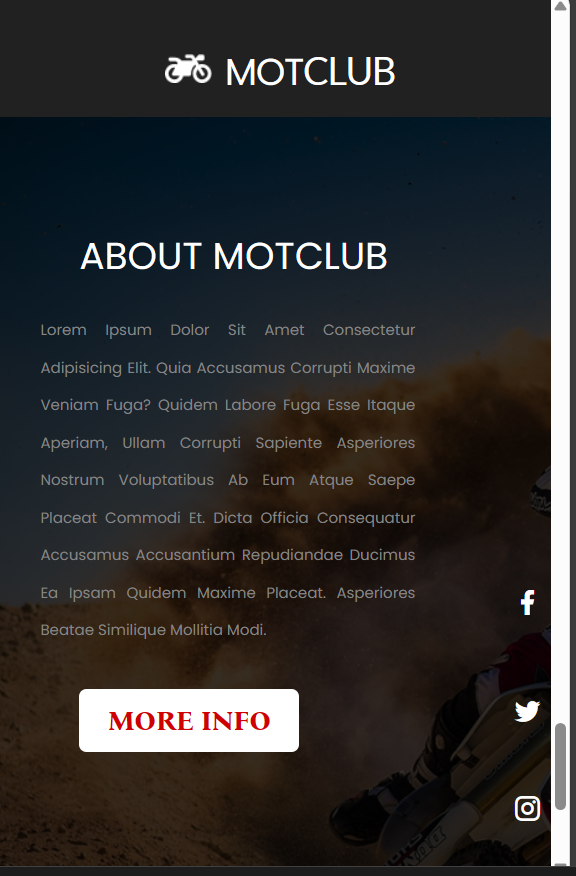 MOTCLUB
ABOUT MOTCLUB
Lorem Ipsum Dolor Sit Amet Consectetur
Adipisicing Elit. Quia Accusamus Corrupti Maxime
Veniam Fuga? Quidem Labore Fuga Esse Itaque
Aperiam, Ullam Corrupti Sapiente Asperiores
Nostrum Voluptatibus Ab Eum Atque Saepe
Placeat Commodi Et. Dicta Officia Consequatur
Accusamus Accusantium Repudiandae Ducimus
Ea Ipsam Quidem Maxime Placeat. Asperiores
Beatae Similique Mollitia Modi.
MORE INFO